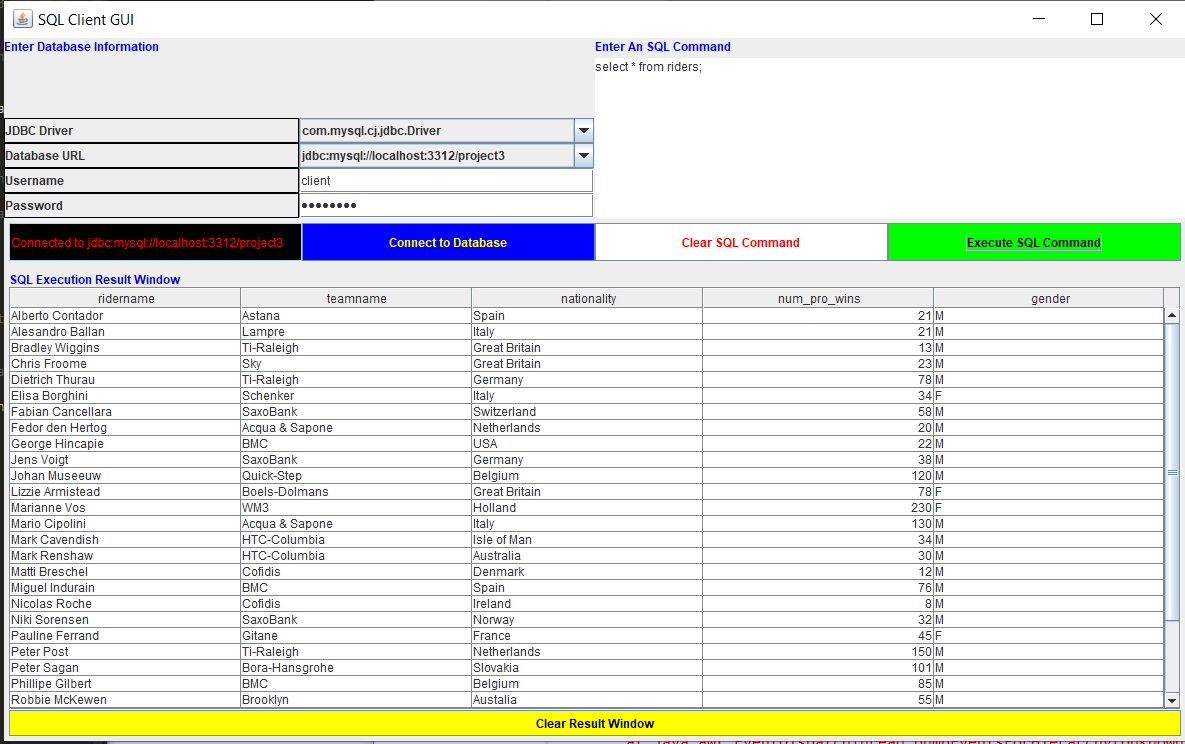 SQL Client GUI
Enter Database Information
Enter An SQL Command
select * from riders;
JDBC Driver com.mysql.cj.jdbc.Driver
Database URL jdbc:mysql://localhost:3312/project3
Username client
Password ••••••••
Connected to jdbc:mysql://localhost:3312/project3 Connect to Database Clear SQL Command Execute SQL Command
SQL Execution Result Window
ridername teamname nationality num_pro_wins gender
Alberto Contador Astana Spain 21 M
Alesandro Ballan Lampre Italy 21 M
Bradley Wiggins Ti-Raleigh Great Britain 13 M
Chris Froome Sky Great Britain 23 M
Dietrich Thurau Ti-Raleigh Germany 78 M
Elisa Borghini Schenker Italy 34 F
Fabian Cancellara SaxoBank Switzerland 58 M
Fedor den Hertog Acqua & Sapone Netherlands 20 M
George Hincapie BMC USA 22 M
Jens Voigt SaxoBank Germany 38 M
Johan Museeuw Quick-Step Belgium 120 M
Lizzie Armistead Boels-Dolmans Great Britain 78 F
Marianne Vos WM3 Holland 230 F
Mario Cipolini Acqua & Sapone Italy 130 M
Mark Cavendish HTC-Columbia Isle of Man 34 M
Mark Renshaw HTC-Columbia Australia 30 M
Matti Breschel Cofidis Denmark 12 M
Miguel Indurain BMC Spain 76 M
Nicolas Roche Cofidis Ireland 8 M
Niki Sorensen SaxoBank Norway 32 M
Pauline Ferrand Gitane France 45 F
Peter Post Ti-Raleigh Netherlands 150 M
Peter Sagan Bora-Hansgrohe Slovakia 101 M
Phillipe Gilbert BMC Belgium 85 M
Robbie McKewen Brooklyn Austalia 55 M
Clear Result Window